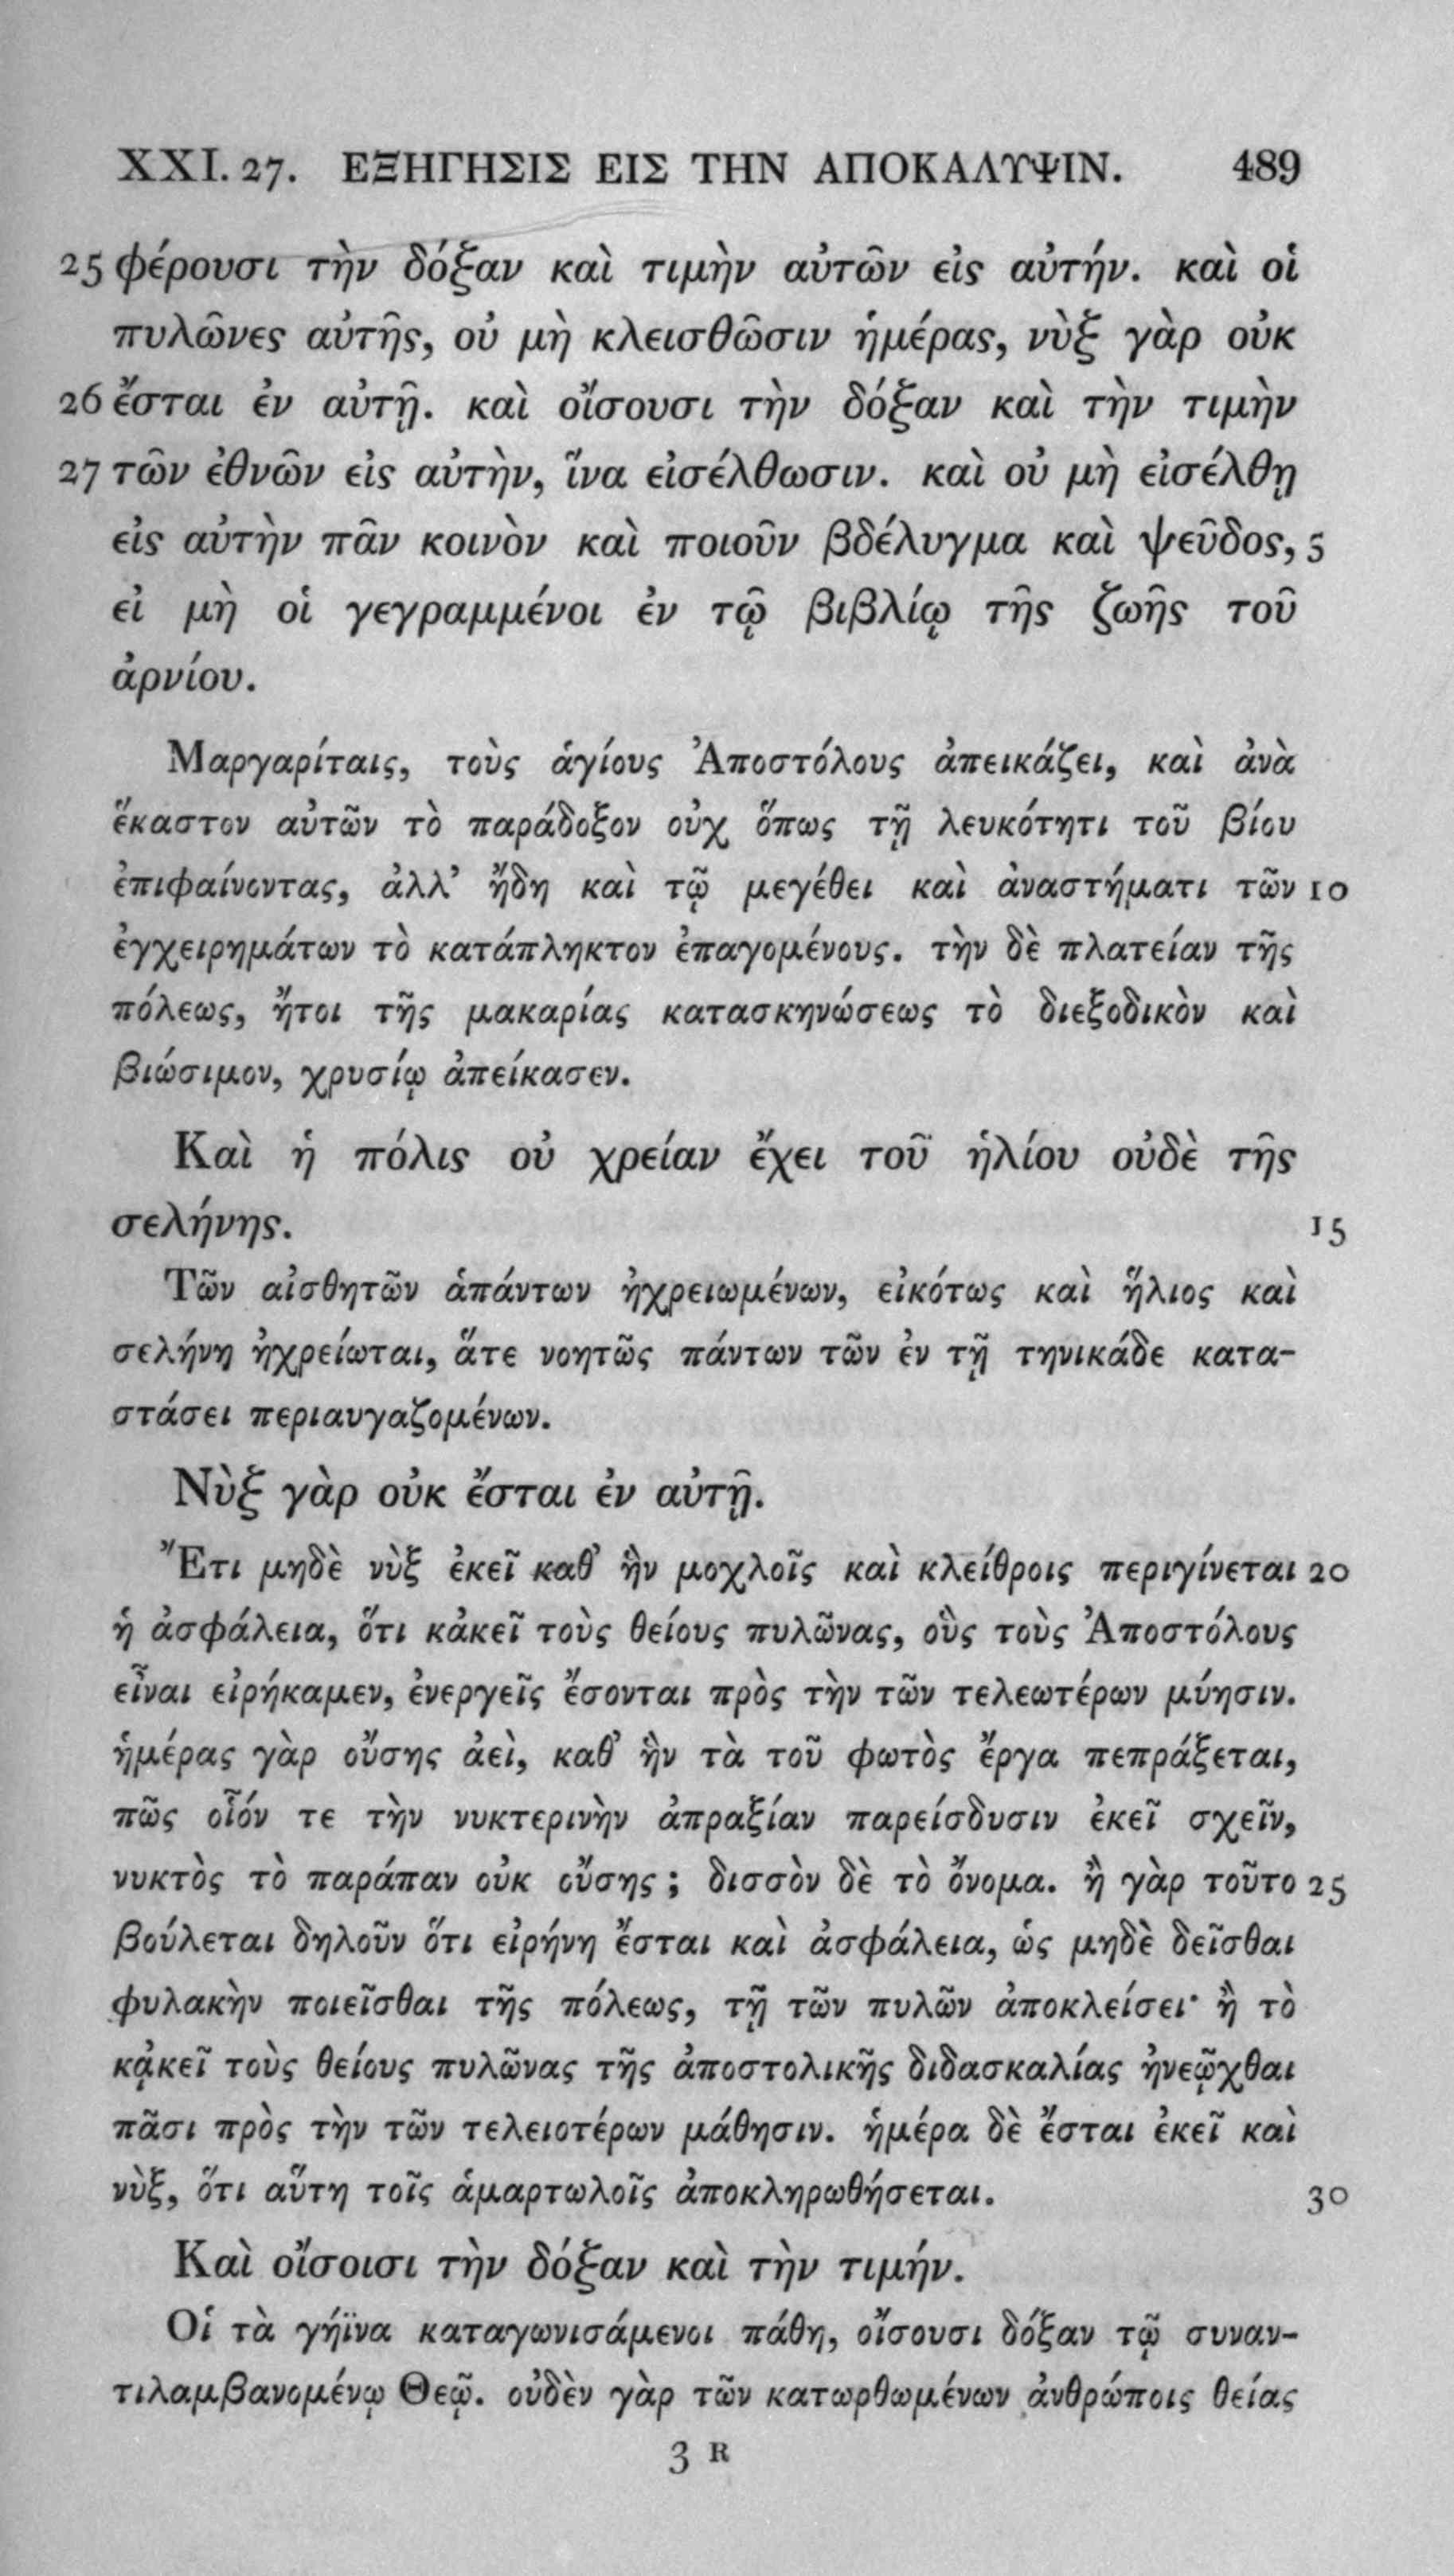 XXI. 27. ΕΞΗΓΗΣΙΣ ΕΙΣ ΤΗΝ ΑΠΟΚΑΛΥΨΙΝ. 489
25 φέρουσι τὴν δόξαν καὶ τιμὴν αὐτῶν εἰς αὐτήν. καὶ οἱ
πυλῶνες αὐτῆς, οὐ μὴ κλεισθῶσιν ἡμέρας, νὺξ γὰρ οὐκ
26 ἔσται ἐν αὐτῇ. καὶ οἴσουσι τὴν δόξαν καὶ τὴν τιμὴν
27 τῶν ἐθνῶν εἰς αὐτὴν, ἵνα εἰσέλθωσιν. καὶ οὐ μὴ εἰσέλθῃ
εἰς αὐτὴν πᾶν κοινὸν καὶ ποιοῦν βδέλυγμα καὶ ψεῦδος, 5
εἰ μὴ οἱ γεγραμμένοι ἐν τῷ βιβλίῳ τῆς ζωῆς τοῦ
ἀρνίου.
Μαργαρίταις, τοὺς ἁγίους Ἀποστόλους ἀπεικάζει, καὶ ἀνὰ
ἕκαστον αὐτῶν τὸ παράδοξον οὐχ ὅπως τῇ λευκότητι τοῦ βίου
ἐπιφαίνοντας, ἀλλ’ ἤδη καὶ τῷ μεγέθει καὶ ἀναστήματι τῶν 10
ἐγχειρημάτων τὸ κατάπληκτον ἐπαγομένους. τὴν δὲ πλατείαν τῆς
πόλεως, ἤτοι τῆς μακαρίας κατασκηνώσεως τὸ διεξοδικὸν καὶ
βιώσιμον, χρυσίῳ ἀπείκασεν.
Καὶ ἡ πόλις οὐ χρείαν ἔχει τοῦ ἡλίου οὐδὲ τῆς
σελήνης. 15
Τῶν αἰσθητῶν ἁπάντων ἠχρειωμένων, εἰκότως καὶ ἥλιος καὶ
σελήνη ἠχρείωται, ἅτε νοητῶς πάντων τῶν ἐν τῇ τηνικάδε κατα-
στάσει περιαυγαζομένων.
Νὺξ γὰρ οὐκ ἔσται ἐν αὐτῇ.
Ἔτι μηδὲ νὺξ ἐκεῖ καθ’ ἣν μοχλοῖς καὶ κλείθροις περιγίνεται 20
ἡ ἀσφάλεια, ὅτι κἀκεῖ τοὺς θείους πυλῶνας, οὓς τοὺς Ἀποστόλους
εἶναι εἰρήκαμεν, ἐνεργεῖς ἔσονται πρὸς τὴν τῶν τελεωτέρων μύησιν.
ἡμέρας γὰρ οὔσης ἀεὶ, καθ’ ἣν τὰ τοῦ φωτὸς ἔργα πεπράξεται,
πῶς οἷόν τε τὴν νυκτερινὴν ἀπραξίαν παρείσδυσιν ἐκεῖ σχεῖν,
νυκτὸς τὸ παράπαν οὐκ οὔσης ; δισσὸν δὲ τὸ ὄνομα. ἢ γὰρ τοῦτο 25
βούλεται δηλοῦν ὅτι εἰρήνη ἔσται καὶ ἀσφάλεια, ὡς μηδὲ δεῖσθαι
φυλακὴν ποιεῖσθαι τῆς πόλεως, τῇ τῶν πυλῶν ἀποκλείσει· ἢ τὸ
κᾀκεῖ τοὺς θείους πυλῶνας τῆς ἀποστολικῆς διδασκαλίας ἠνεῷχθαι
πᾶσι πρὸς τὴν τῶν τελειοτέρων μάθησιν. ἡμέρα δὲ ἔσται ἐκεῖ καὶ
νὺξ, ὅτι αὕτη τοῖς ἁμαρτωλοῖς ἀποκληρωθήσεται. 30
Καὶ οἴσοισι τὴν δόξαν καὶ τὴν τιμήν.
Οἱ τὰ γήϊνα καταγωνισάμενοι πάθη, οἴσουσι δόξαν τῷ συναν-
τιλαμβανομένῳ Θεῷ. οὐδὲν γὰρ τῶν κατωρθωμένων ἀνθρώποις θείας
3 R